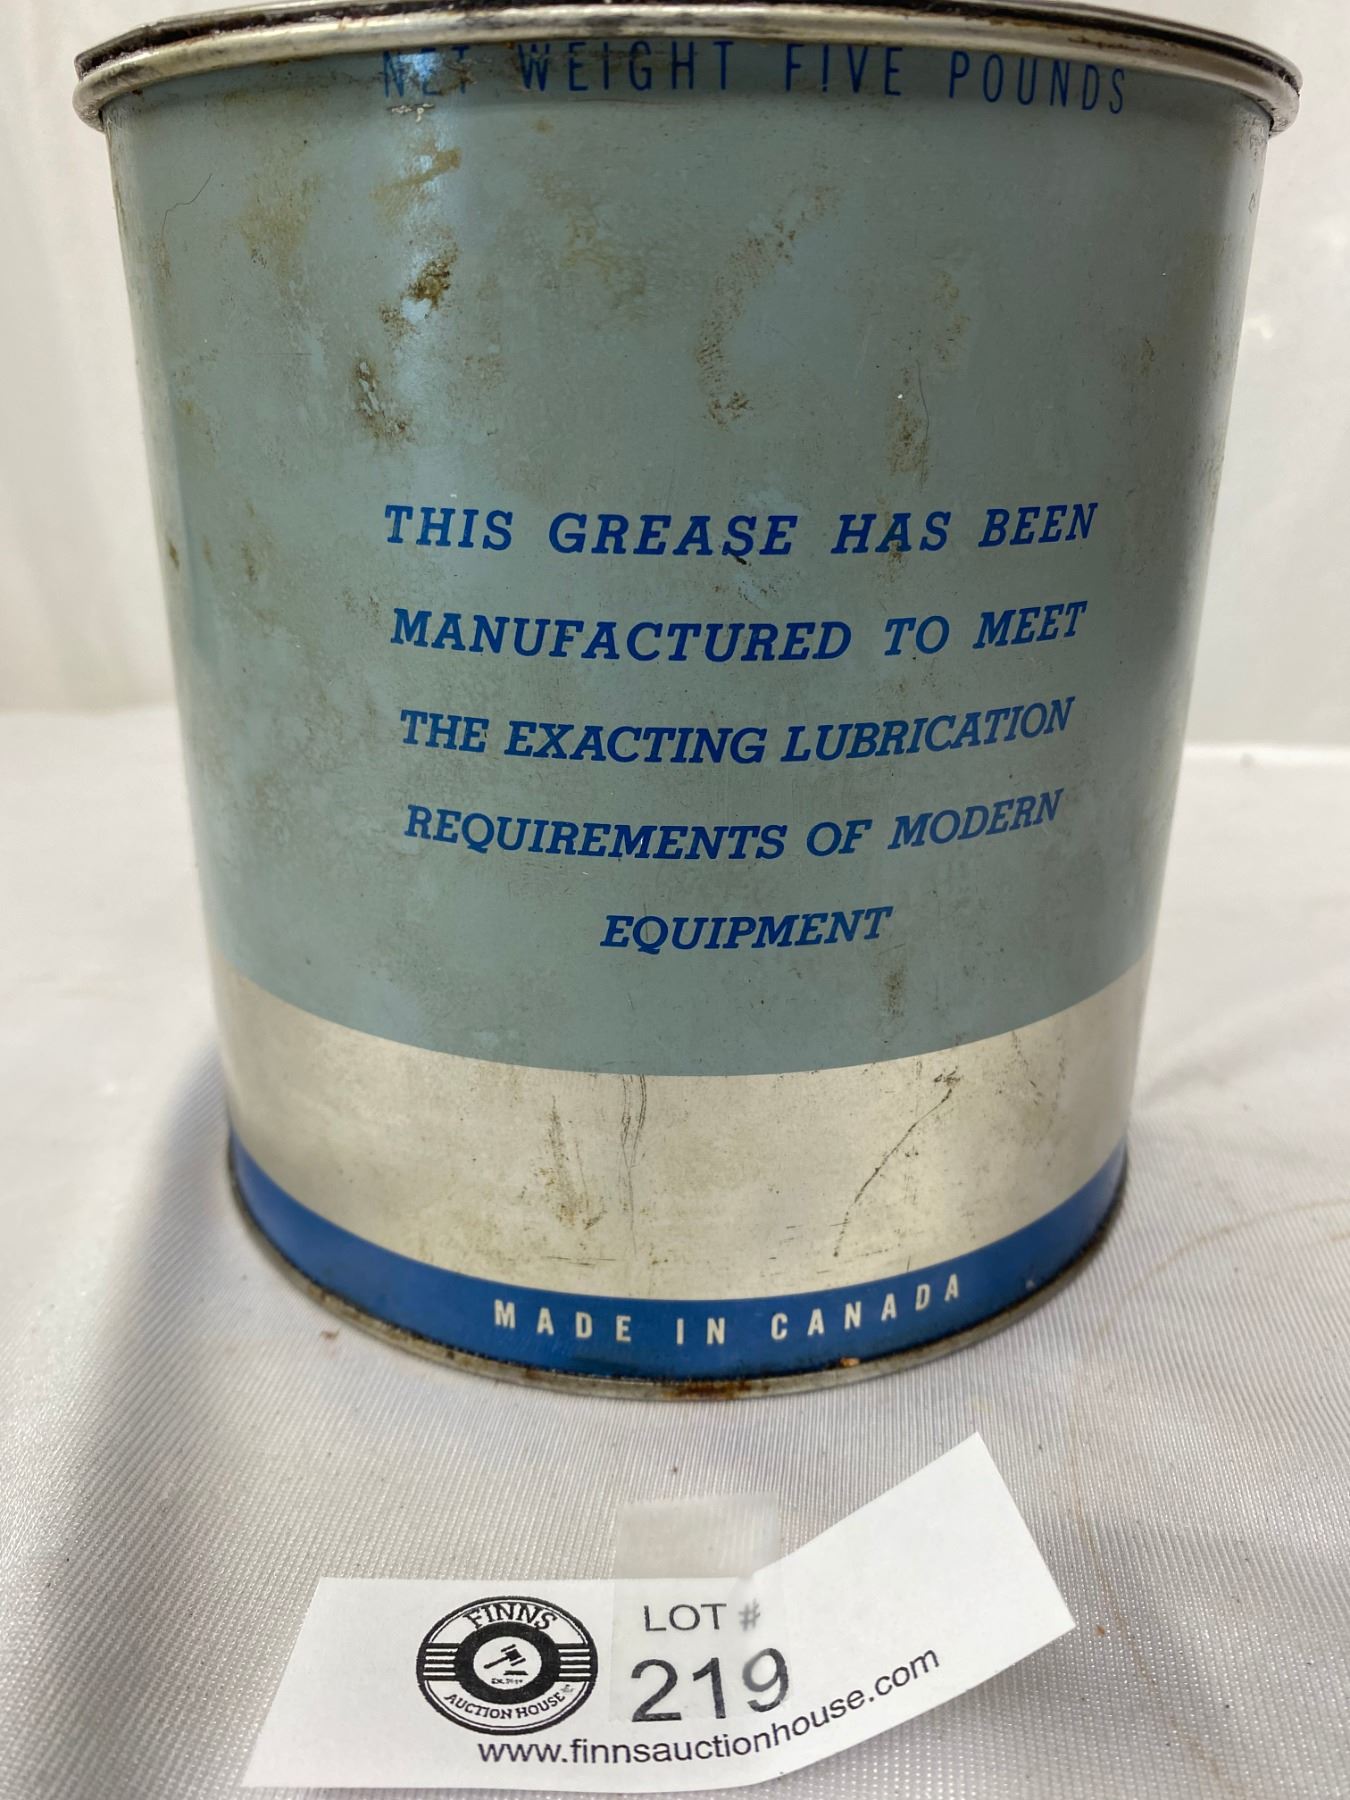 NET WEIGHT FIVE POUNDS
THIS GREASE HAS BEEN
MANUFACTURED TO MEET
THE EXACTING LUBRICATION
REQUIREMENTS OF MODERN
EQUIPMENT
MADE IN CANADA
FINNS
AUCTION HOUSE
LOT #
219
www.finnsauctionhouse.com